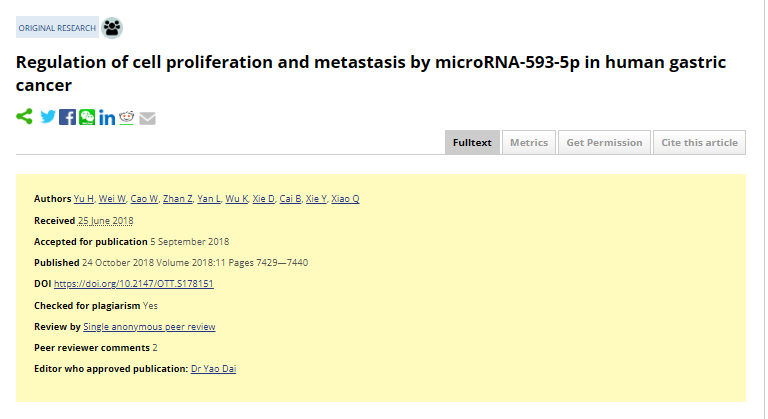 ORIGINAL RESEARCH
Regulation of cell proliferation and metastasis by microRNA-593-5p in human gastric
cancer
Fulltext Metrics Get Permission Cite this article
Authors Yu H, Wei W, Cao W, Zhan Z, Yan L, Wu K, Xie D, Cai B, Xie Y, Xiao Q
Received 25 June 2018
Accepted for publication 5 September 2018
Published 24 October 2018 Volume 2018:11 Pages 7429—7440
DOI https://doi.org/10.2147/OTT.S178151
Checked for plagiarism Yes
Review by Single anonymous peer review
Peer reviewer comments 2
Editor who approved publication: Dr Yao Dai